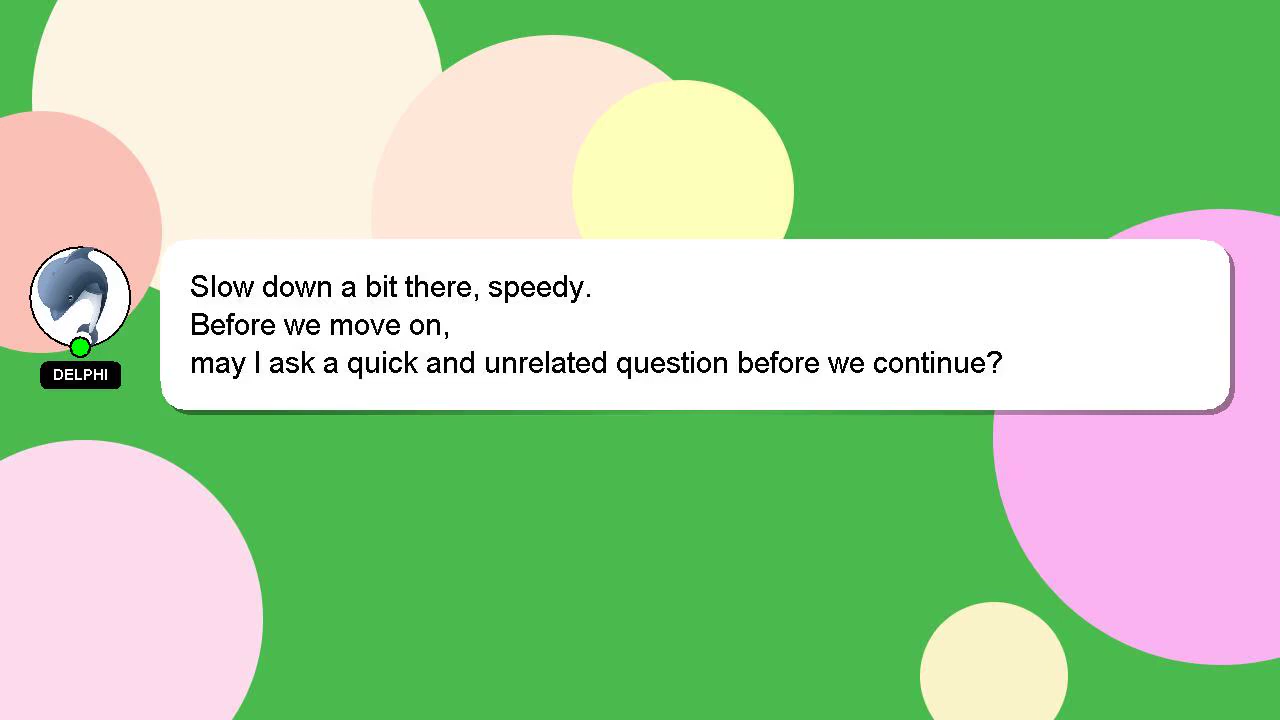 Slow down a bit there, speedy.
Before we move on,
may I ask a quick and unrelated question before we continue?
DELPHI